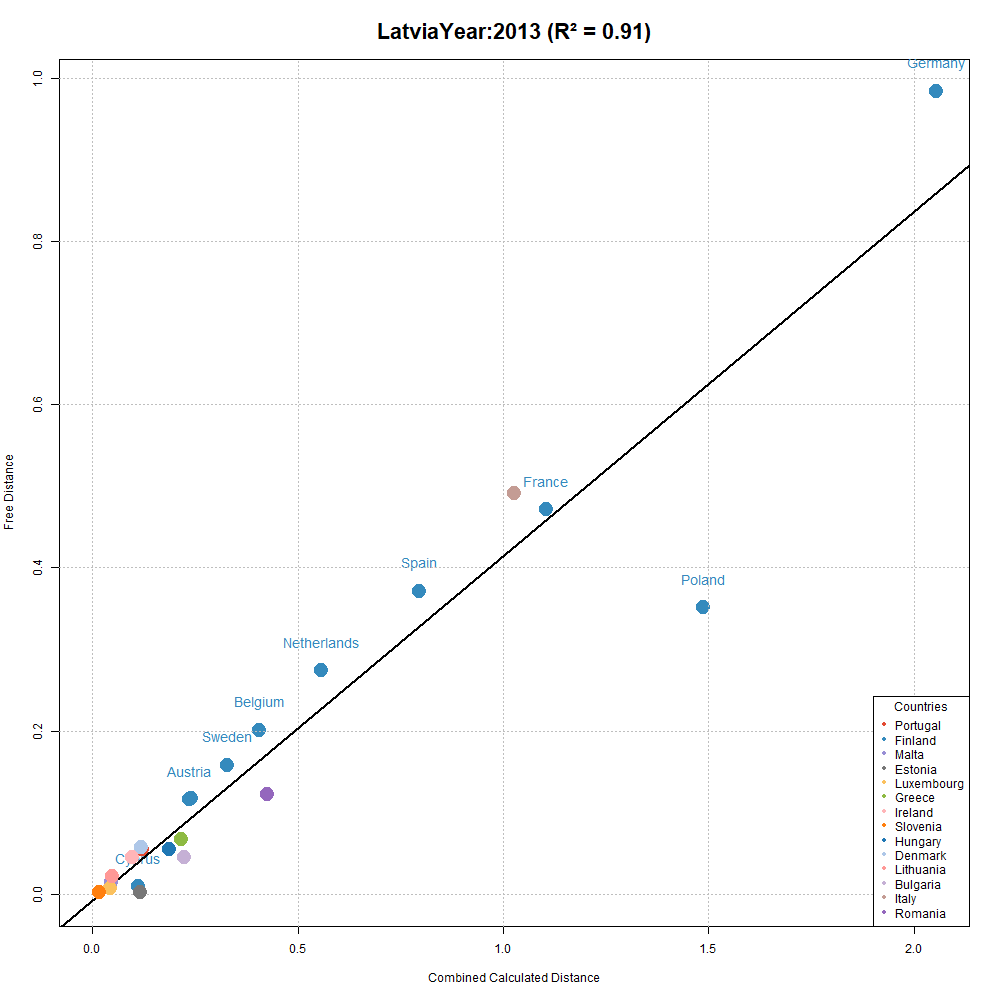 LatviaYear:2013 (R² = 0.91)
Germany
France
Spain
Poland
Netherlands
Belgium
Sweden
Austria
Cyprus
1.0
0.8
0.6
0.4
0.2
0.0
Free Distance
0.0 0.5 1.0 1.5 2.0
Combined Calculated Distance
Countries
Portugal
Finland
Malta
Estonia
Luxembourg
Greece
Ireland
Slovenia
Hungary
Denmark
Lithuania
Bulgaria
Italy
Romania